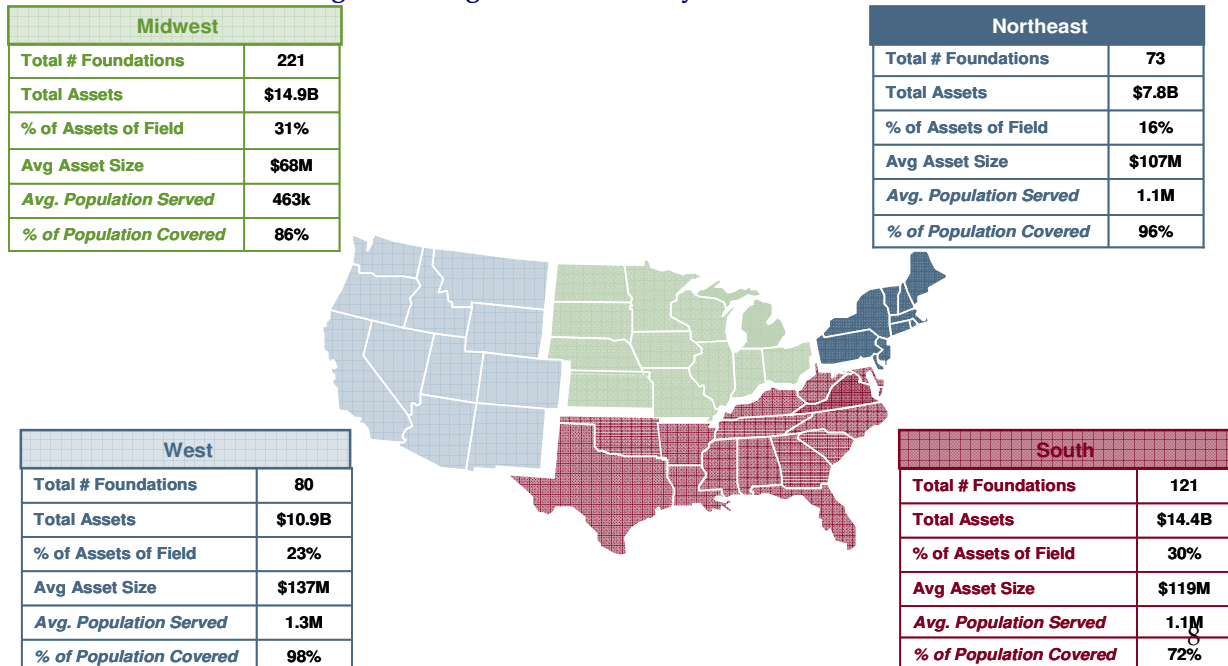 Midwest
Total # Foundations 221
Total Assets $14.9B
% of Assets of Field 31%
Avg Asset Size $68M
Avg. Population Served 463k
% of Population Covered 86%
Northeast
Total # Foundations 73
Total Assets $7.8B
% of Assets of Field 16%
Avg Asset Size $107M
Avg. Population Served 1.1M
% of Population Covered 96%
West
Total # Foundations 80
Total Assets $10.9B
% of Assets of Field 23%
Avg Asset Size $137M
Avg. Population Served 1.3M
% of Population Covered 98%
South
Total # Foundations 121
Total Assets $14.4B
% of Assets of Field 30%
Avg Asset Size $119M
Avg. Population Served 1.1M
8
% of Population Covered 72%